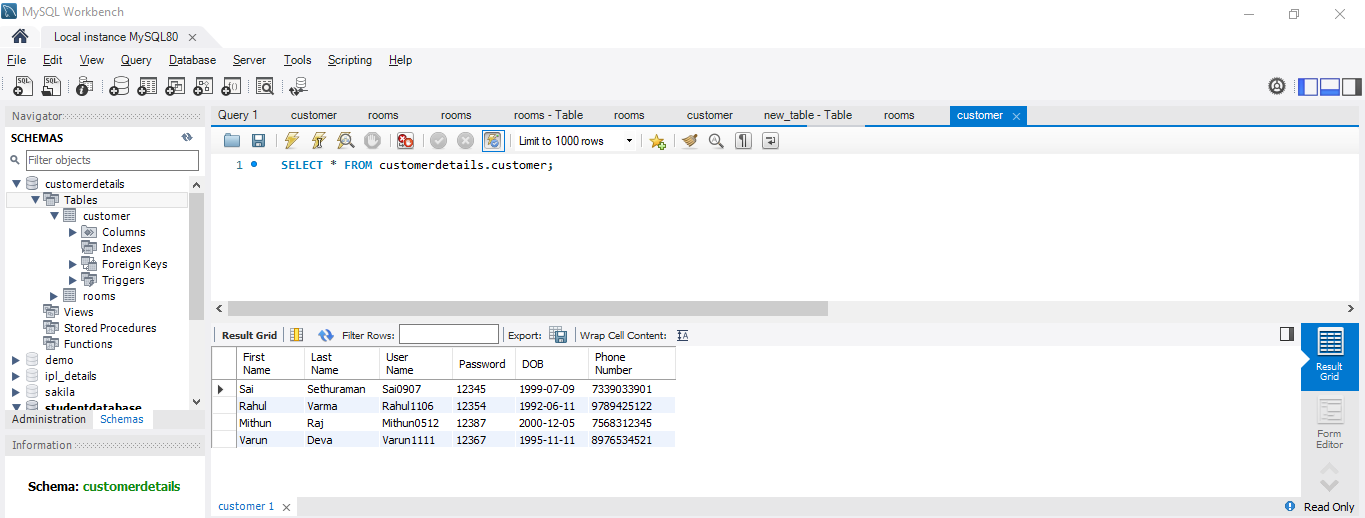 MySQL Workbench
Local instance MySQL80
File Edit View Query Database Server Tools Scripting Help
Navigator
SCHEMAS
Filter objects
customerdetails
Tables
customer
Columns
Indexes
Foreign Keys
Triggers
rooms
Views
Stored Procedures
Functions
demo
ipl_details
sakila
studentdatabase
Administration Schemas
Information
Schema: customerdetails
Query 1 customer rooms rooms rooms - Table rooms customer new_table - Table rooms customer
Limit to 1000 rows
1 SELECT * FROM customerdetails.customer;
Result Grid Filter Rows: Export: Wrap Cell Content:
First Name Last Name User Name Password DOB Phone Number
Sai Sethuraman Sai0907 12345 1999-07-09 7339033901
Rahul Varma Rahul1106 12354 1992-06-11 9789425122
Mithun Raj Mithun0512 12387 2000-12-05 7568312345
Varun Deva Varun1111 12367 1995-11-11 8976534521
Result Grid
Form Editor
customer 1
Read Only